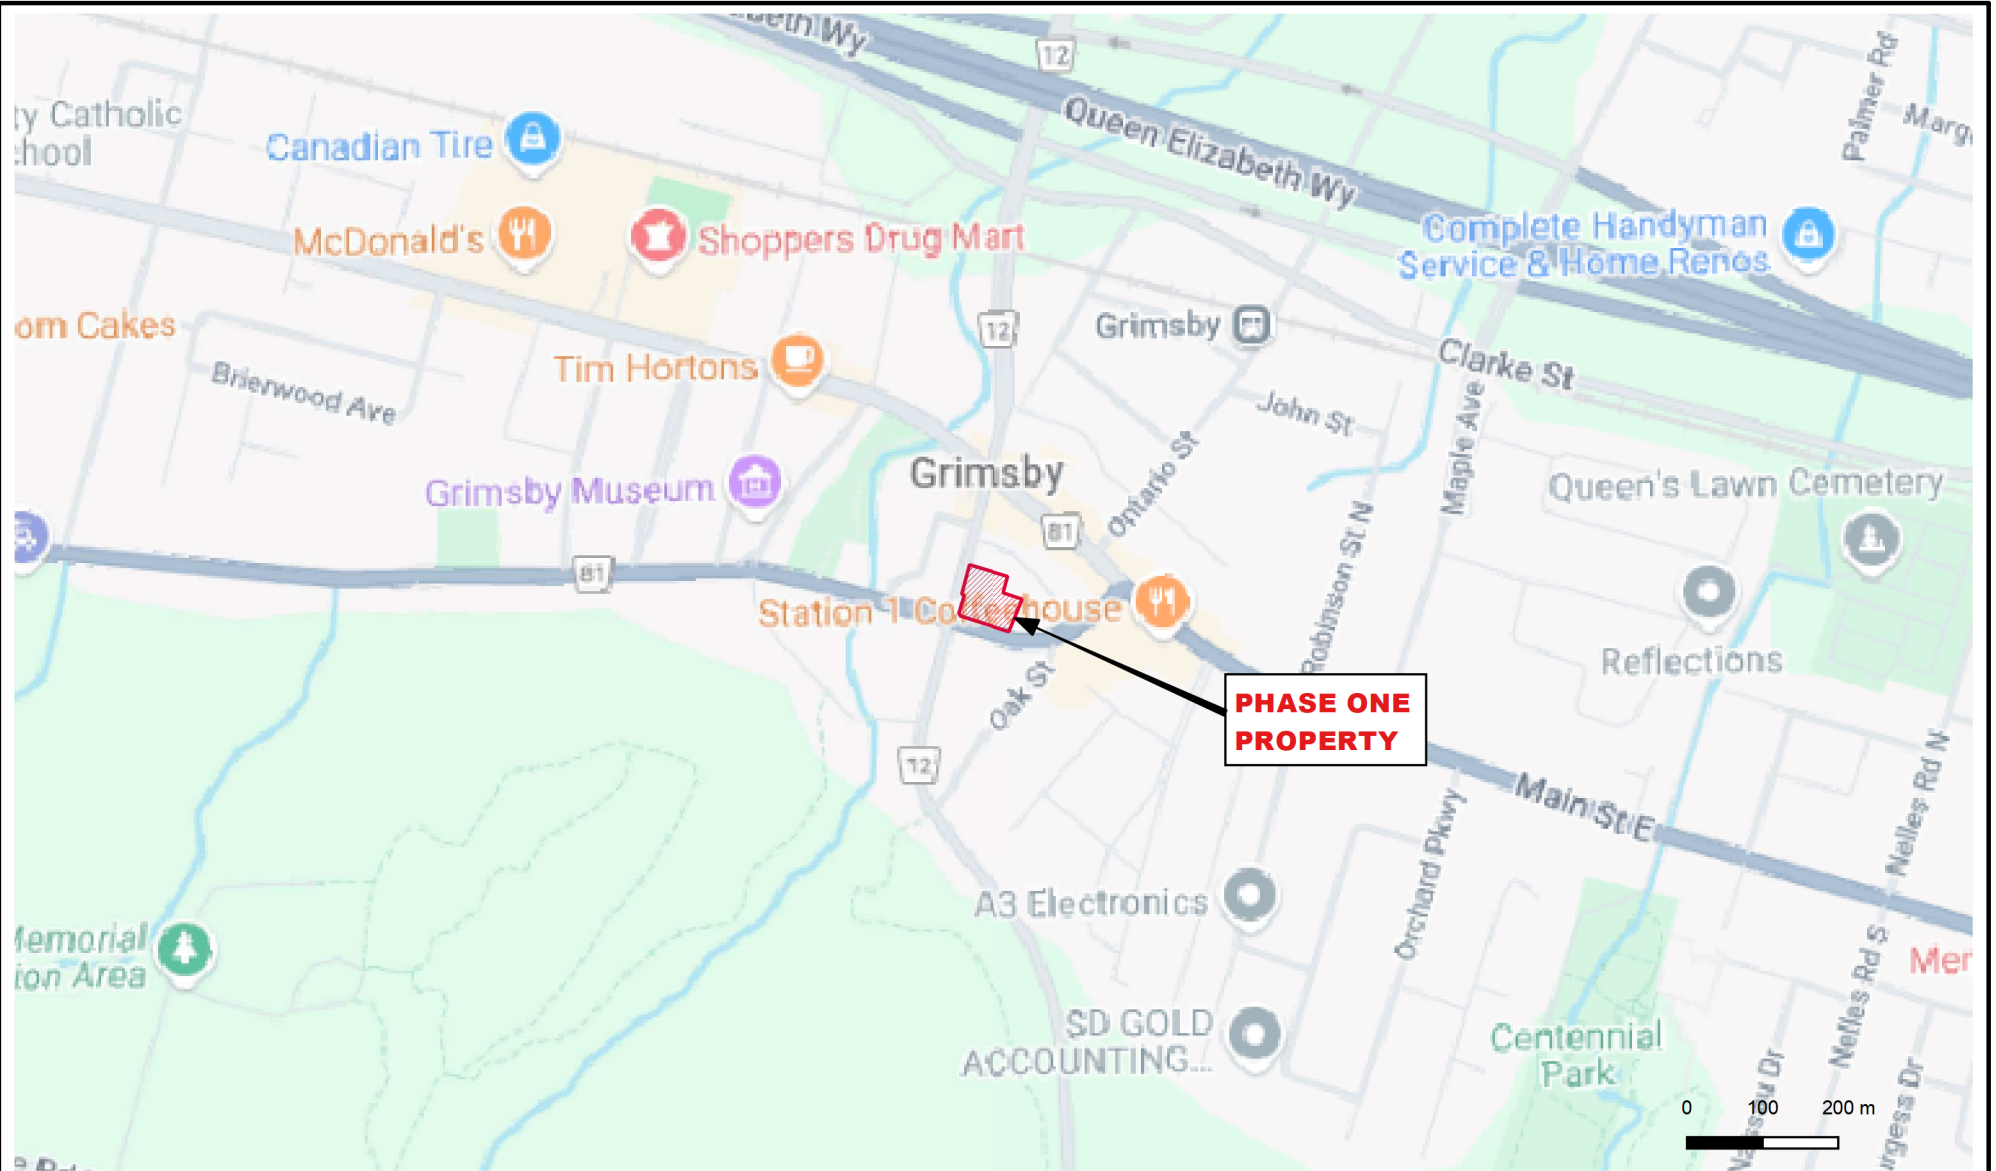 12
Queen Elizabeth Wy
Palmer Rd
Canadian Tire
McDonald's
Shoppers Drug Mart
Complete Handyman
Service & Home Renos
Cakes
12
Grimsby
Clarke St
Tim Hortons
Brierwood Ave
John St
Maple Ave
Ontario St
Grimsby
Grimsby Museum
Queen's Lawn Cemetery
81
81
Robinson St N
Station 1 Coffeehouse
Reflections
Oak St
PHASE ONE
PROPERTY
12
Main St E
Nelles Rd N
Orchard Pkwy
A3 Electronics
Memorial
Area
Nelles Rd S
SD GOLD
ACCOUNTING...
Centennial
Park
0 100 200 m